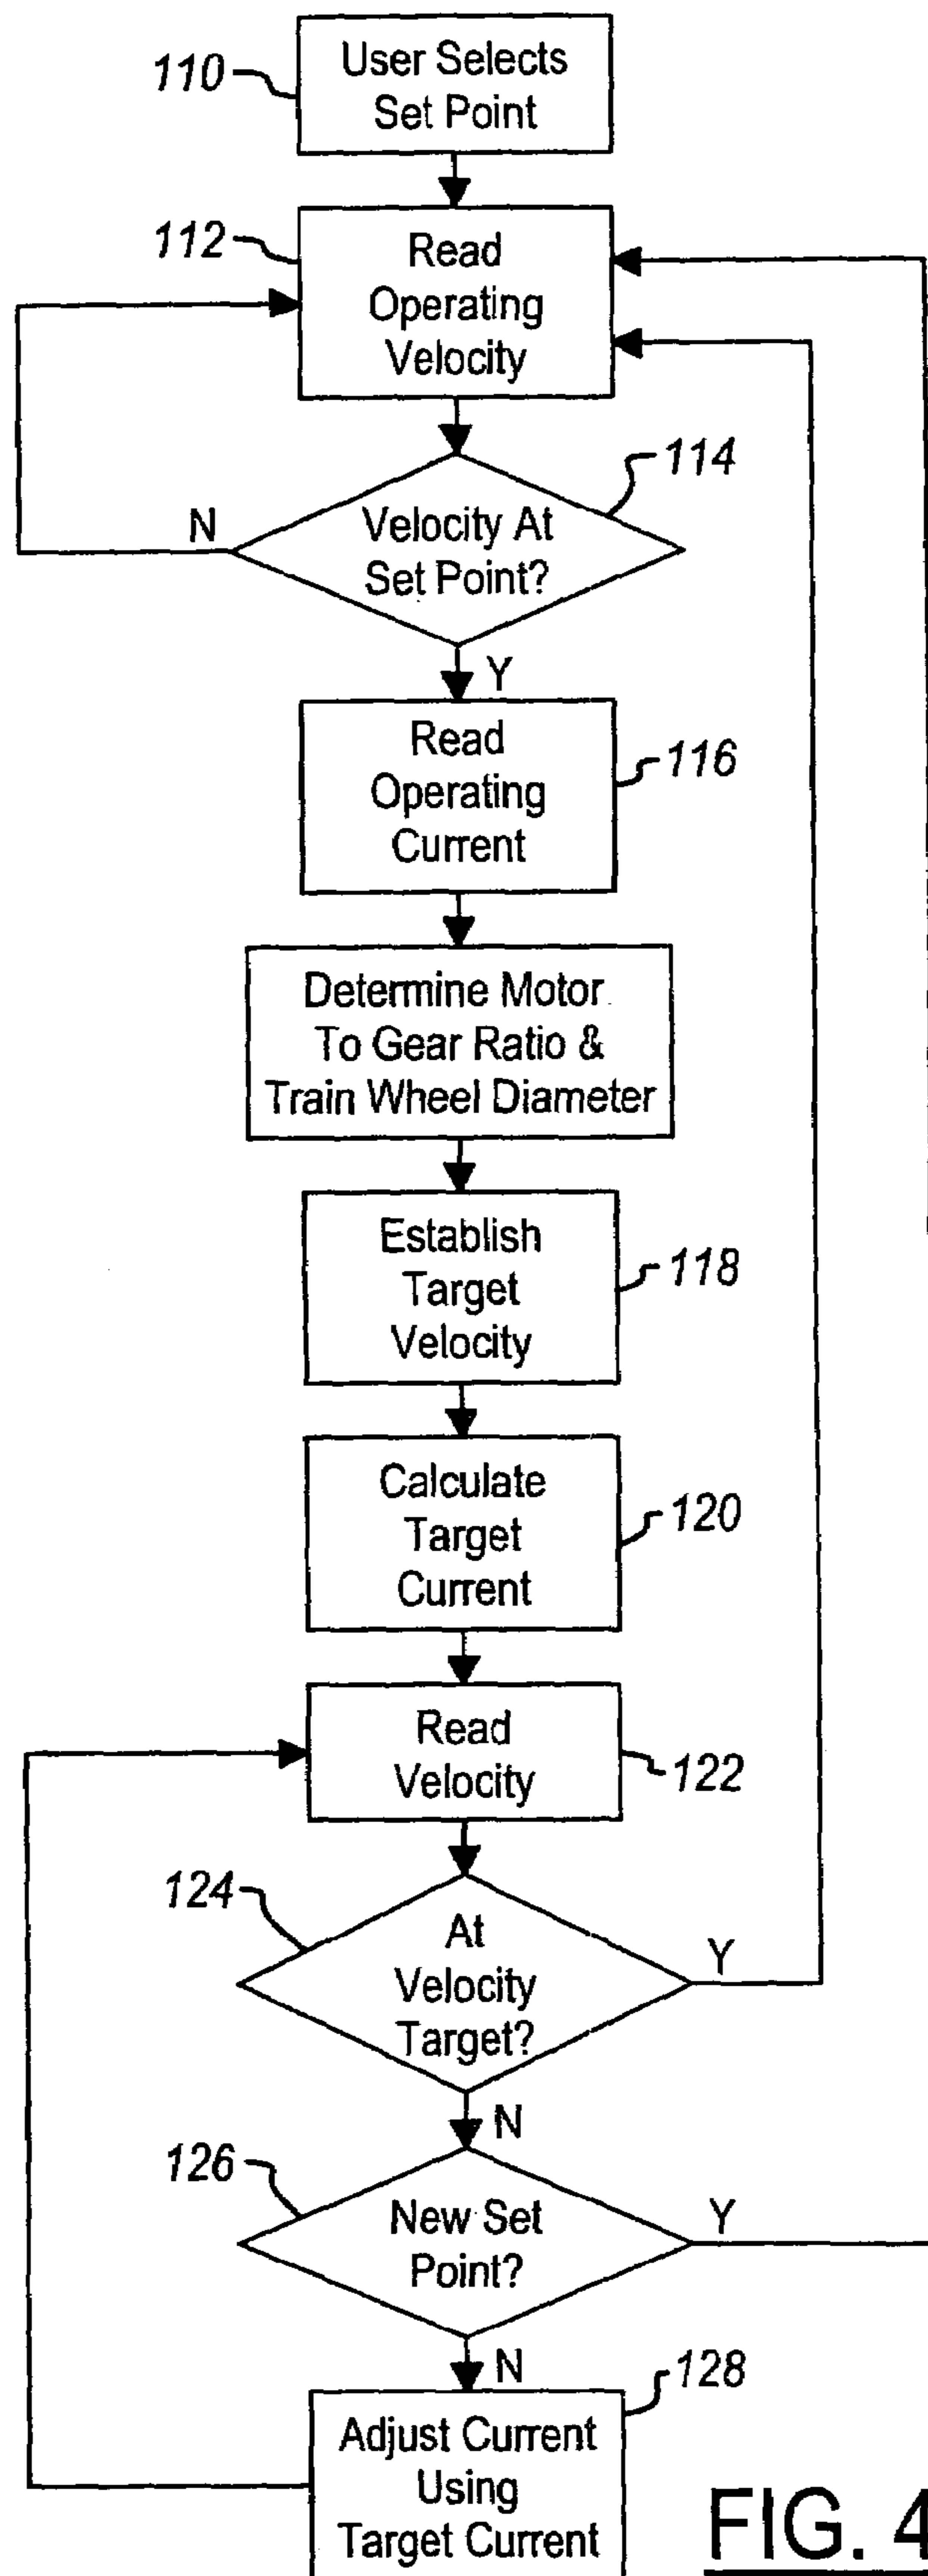 110
User Selects
Set Point
112
Read
Operating
Velocity
114
Velocity At
Set Point?
N
Y
Read
Operating
Current
116
Determine Motor
To Gear Ratio &
Train Wheel Diameter
Establish
Target
Velocity
118
Calculate
Target
Current
120
Read
Velocity
122
124
At
Velocity
Target?
Y
N
126
New Set
Point?
Y
N
128
Adjust Current
Using
Target Current
FIG. 4